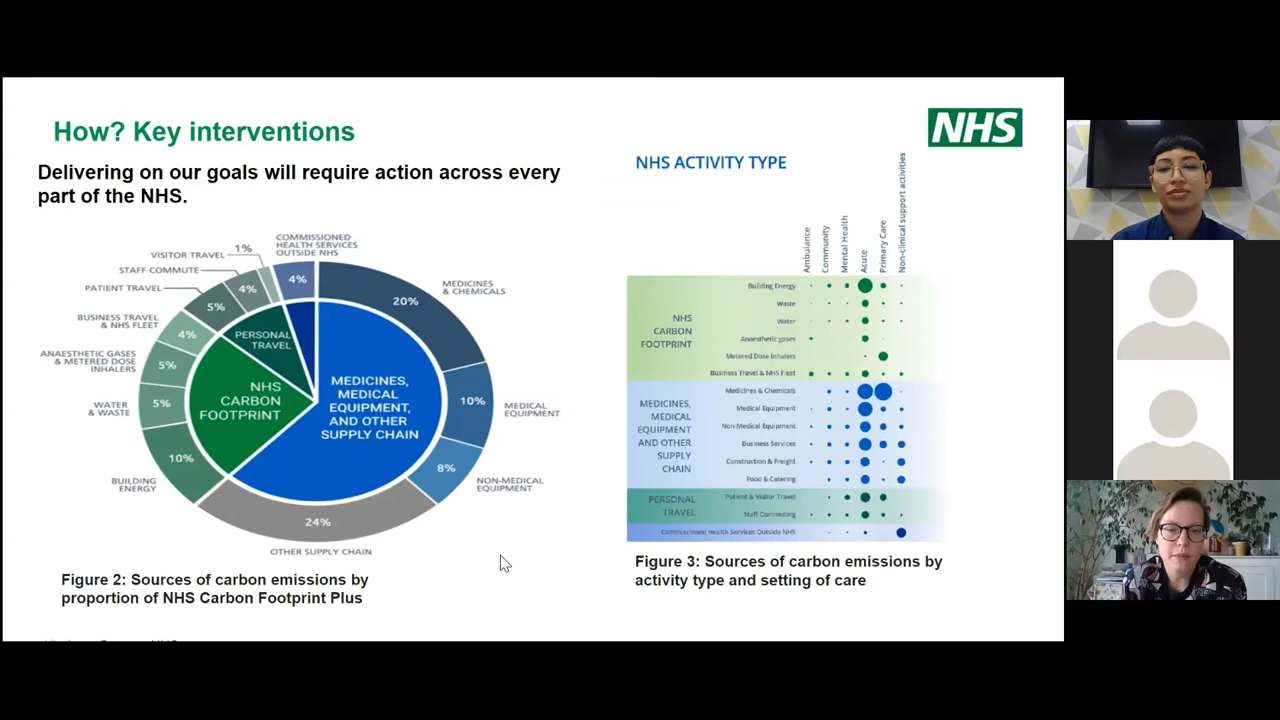 How? Key interventions
NHS
Delivering on our goals will require action across every
part of the NHS.
COMMISSIONED
HEALTH SERVICES
OUTSIDE NHS
1%
VISITOR TRAVEL
STAFF COMMUTE
PATIENT TRAVEL
BUSINESS TRAVEL
& NHS FLEET
ANAESTHETIC GASES
& METERED DOSE
INHALERS
WATER
& WASTE
BUILDING
ENERGY
OTHER SUPPLY CHAIN
NON-MEDICAL
EQUIPMENT
MEDICAL
EQUIPMENT
MEDICINES
& CHEMICALS
4%
20%
10%
8%
24%
10%
5%
5%
4%
5%
4%
PERSONAL
TRAVEL
NHS
CARBON
FOOTPRINT
MEDICINES,
MEDICAL
EQUIPMENT,
AND OTHER
SUPPLY CHAIN
Figure 2: Sources of carbon emissions by
proportion of NHS Carbon Footprint Plus
NHS ACTIVITY TYPE
Ambulance
Community
Mental Health
Acute
Primary Care
Non-clinical support activities
NHS
CARBON
FOOTPRINT
Building Energy
Waste
Water
Anaesthetic gases
Metered Dose Inhalers
Business Travel & NHS Fleet
MEDICINES,
MEDICAL
EQUIPMENT
AND OTHER
SUPPLY
CHAIN
Medicines & Chemicals
Medical Equipment
Non-Medical Equipment
Business Services
Construction & Freight
Food & Catering
PERSONAL
TRAVEL
Patient & Visitor Travel
Staff Commuting
Commissioned Health Services Outside NHS
Figure 3: Sources of carbon emissions by
activity type and setting of care